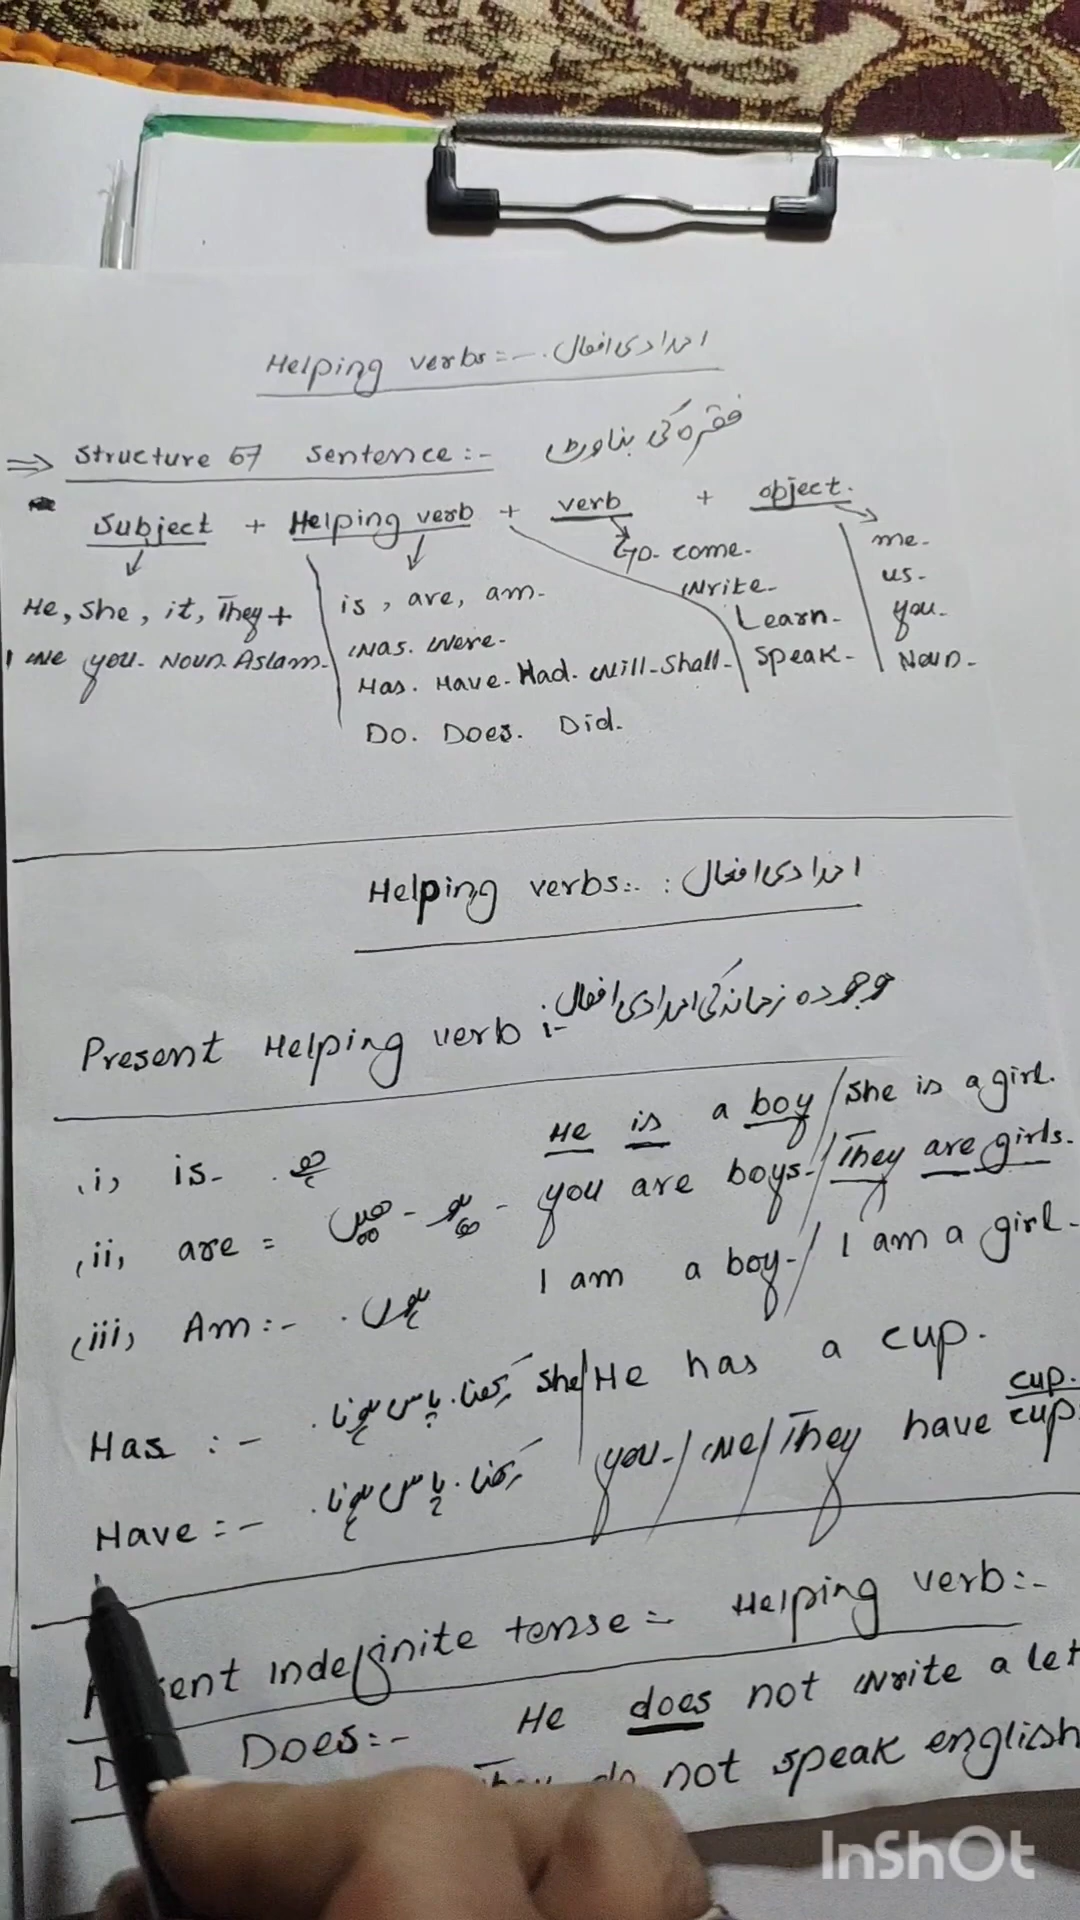 Helping verbs:- امدادی افعال
⇒ Structure of Sentence:- فقرہ کی بناوٹ
Subject + Helping verb + verb + object.
He, She, it, They + is, are, am. Go. come. me.
I we you. Noun. Aslam. Was. Were. Write. us.
Has. Have. Had. Will. Shall. Learn. you.
Do. Does. Did. Speak. Noun.
Helping verbs:: امدادی افعال
Present Helping verb :- موجودہ زمانہ کی امدادی افعال
(i) is. ہے He is a boy/She is a girl.
(ii) are = ہیں - ہو - you are boys-/They are girls.
(iii) Am:- ہوں. I am a boy-/I am a girl.
Has :- رکھنا. پاس ہونا. She/He has a cup.
Have:- رکھنا. پاس ہونا. you-/We/They have cup. cup.
indefinite tense = Helping verb:-
Does:- He does not write a
do not speak english
InShOt